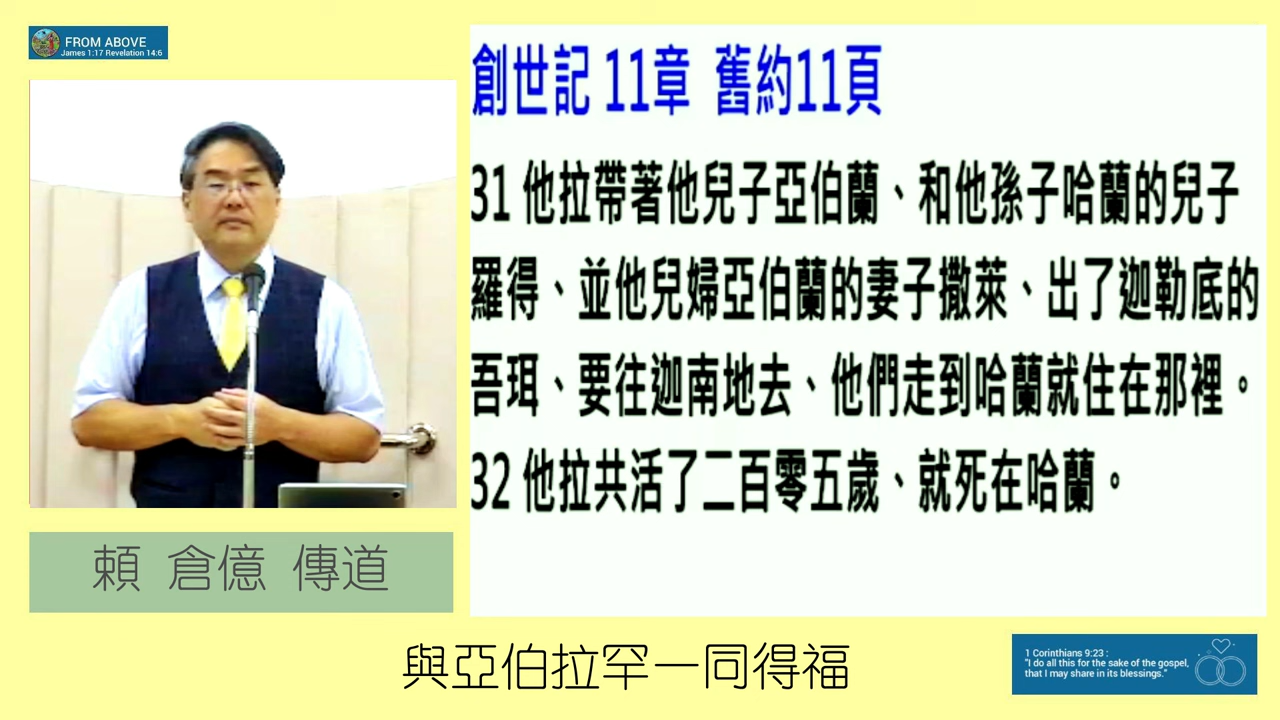 FROM ABOVE
James 1:17 Revelation 14:6
創世記 11章 舊約11頁
31 他拉帶著他兒子亞伯蘭、和他孫子哈蘭的兒子
羅得、並他兒婦亞伯蘭的妻子撒萊、出了迦勒底的
吾珥、要往迦南地去、他們走到哈蘭就住在那裡。
32 他拉共活了二百零五歲、就死在哈蘭。
賴 倉億 傳道
與亞伯拉罕一同得福
1 Corinthians 9:23 :
"I do all this for the sake of the gospel,
that I may share in its blessings."